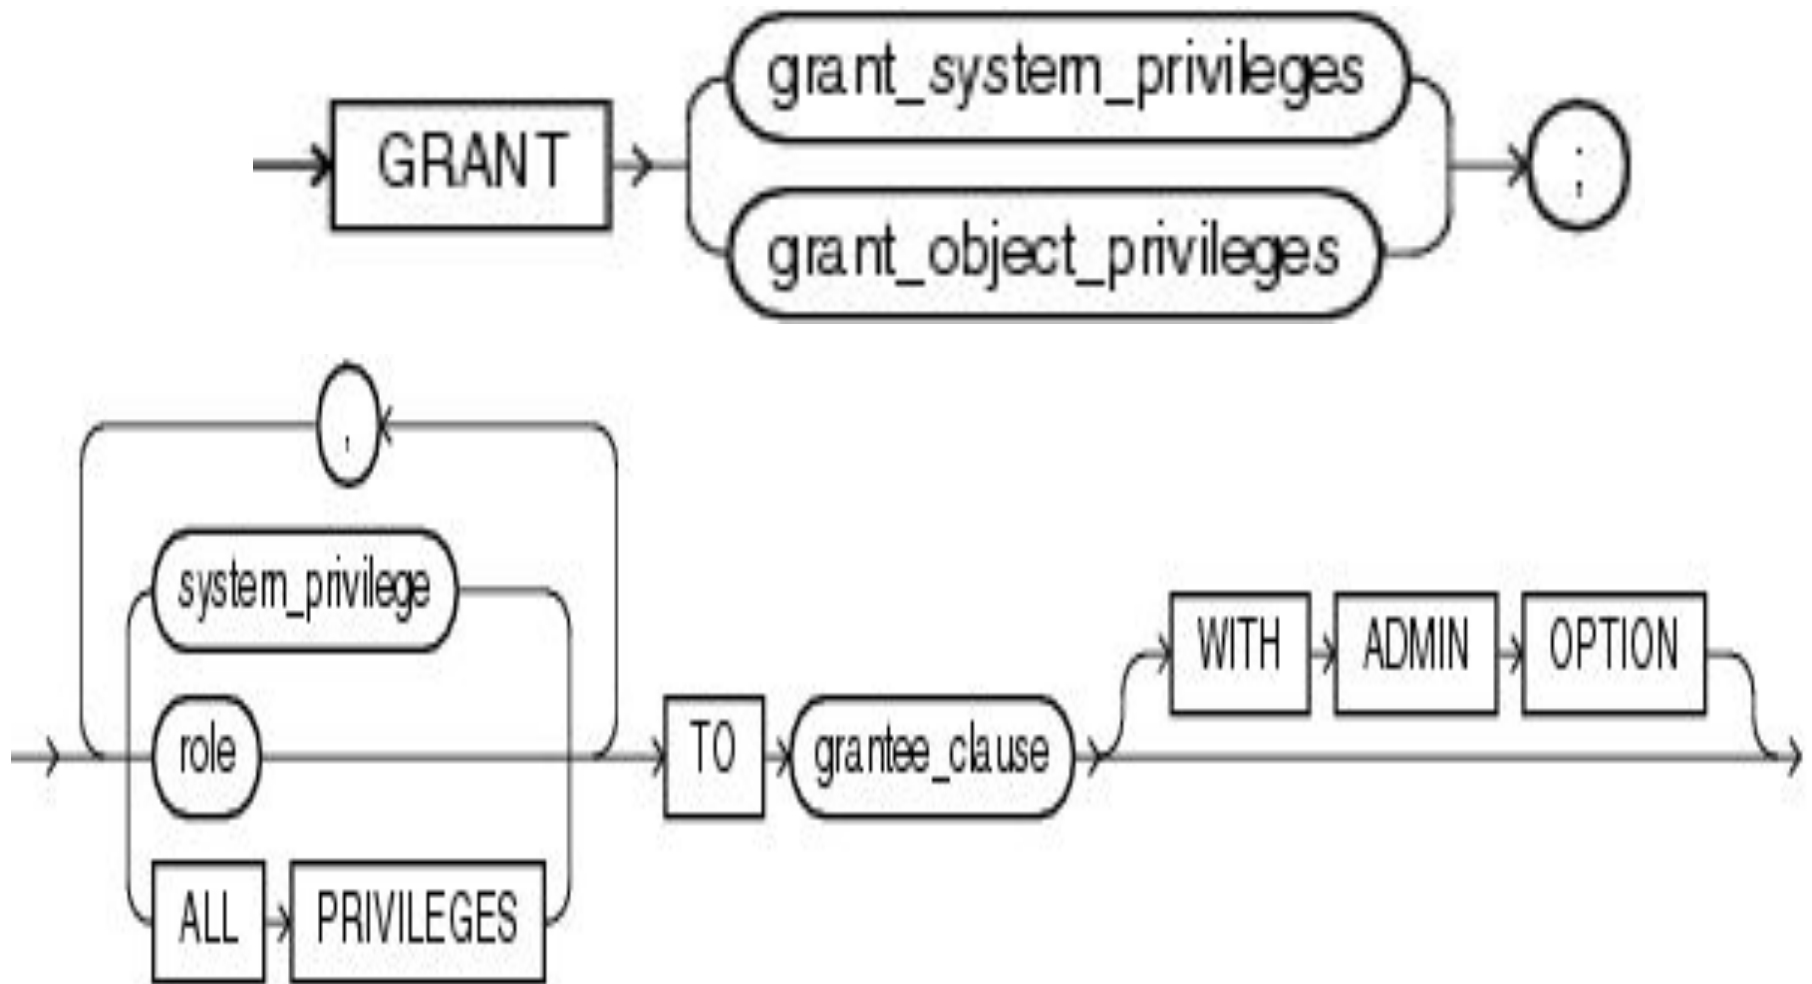 grant_system_privileges
GRANT
;
grant_object_privileges
,
system_privilege
WITH ADMIN OPTION
role TO grantee_clause
ALL PRIVILEGES